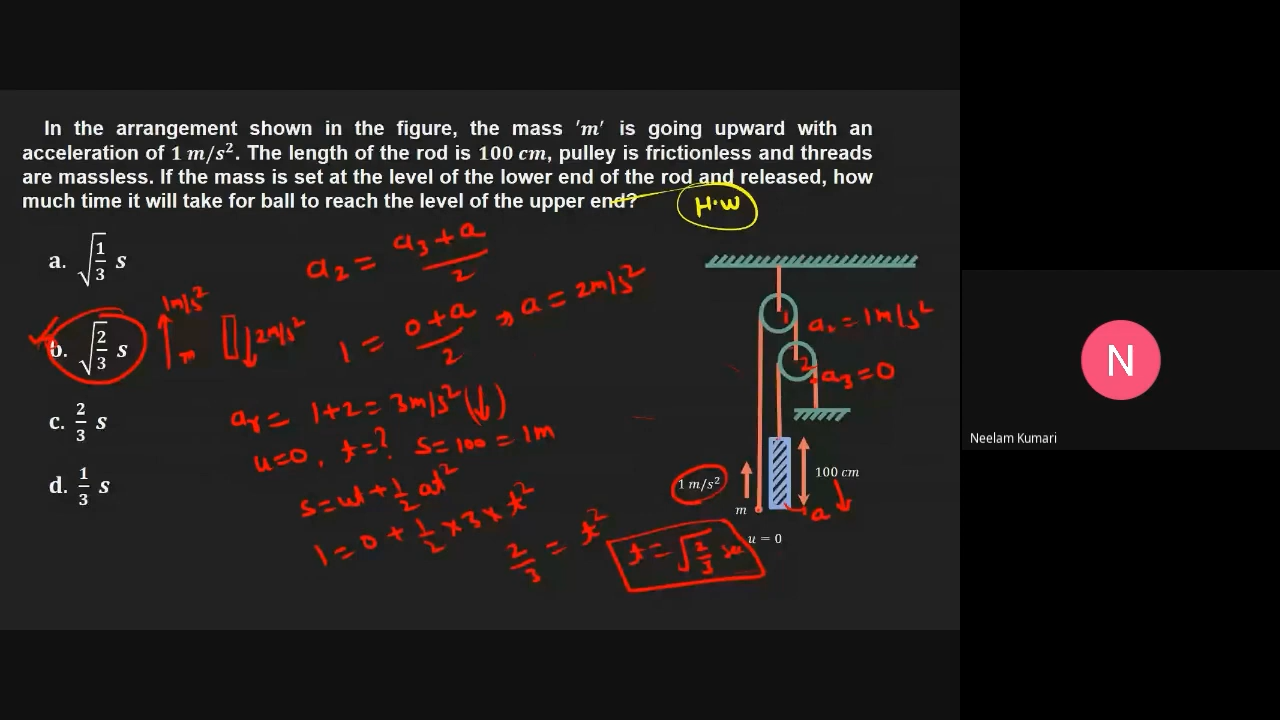 In the arrangement shown in the figure, the mass 'm' is going upward with an
acceleration of 1 m/s². The length of the rod is 100 cm, pulley is frictionless and threads
are massless. If the mass is set at the level of the lower end of the rod and released, how
much time it will take for ball to reach the level of the upper end?
H.W
a. √(1/3) s
b. √(2/3) s
c. 2/3 s
d. 1/3 s
a₂ = (a₃ + a)/2
1 = (0 + a)/2 ⇒ a = 2m/s²
1m/s²
m
2m/s²
aᵣ = 1+2 = 3m/s² (↓)
u=0, t=? s=100 = 1m
s=ut+½at²
1=0+½×3×t²
2/3 = t²
t=√(2/3) sec
1
a₂ = 1m/s²
2
a₃ = 0
100 cm
1 m/s²
m
a
u = 0
N
Neelam Kumari